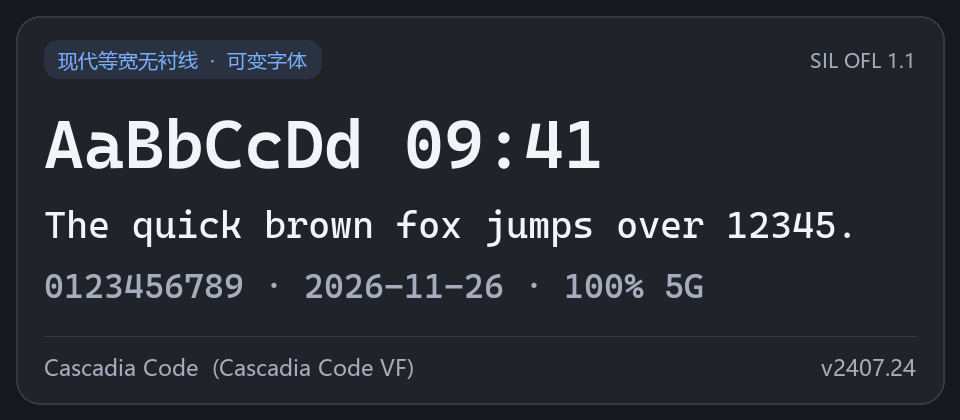 现代等宽无衬线 · 可变字体
SIL OFL 1.1
AaBbCcDd 09:41
The quick brown fox jumps over 12345.
0123456789 · 2026-11-26 · 100% 5G
Cascadia Code (Cascadia Code VF)
v2407.24